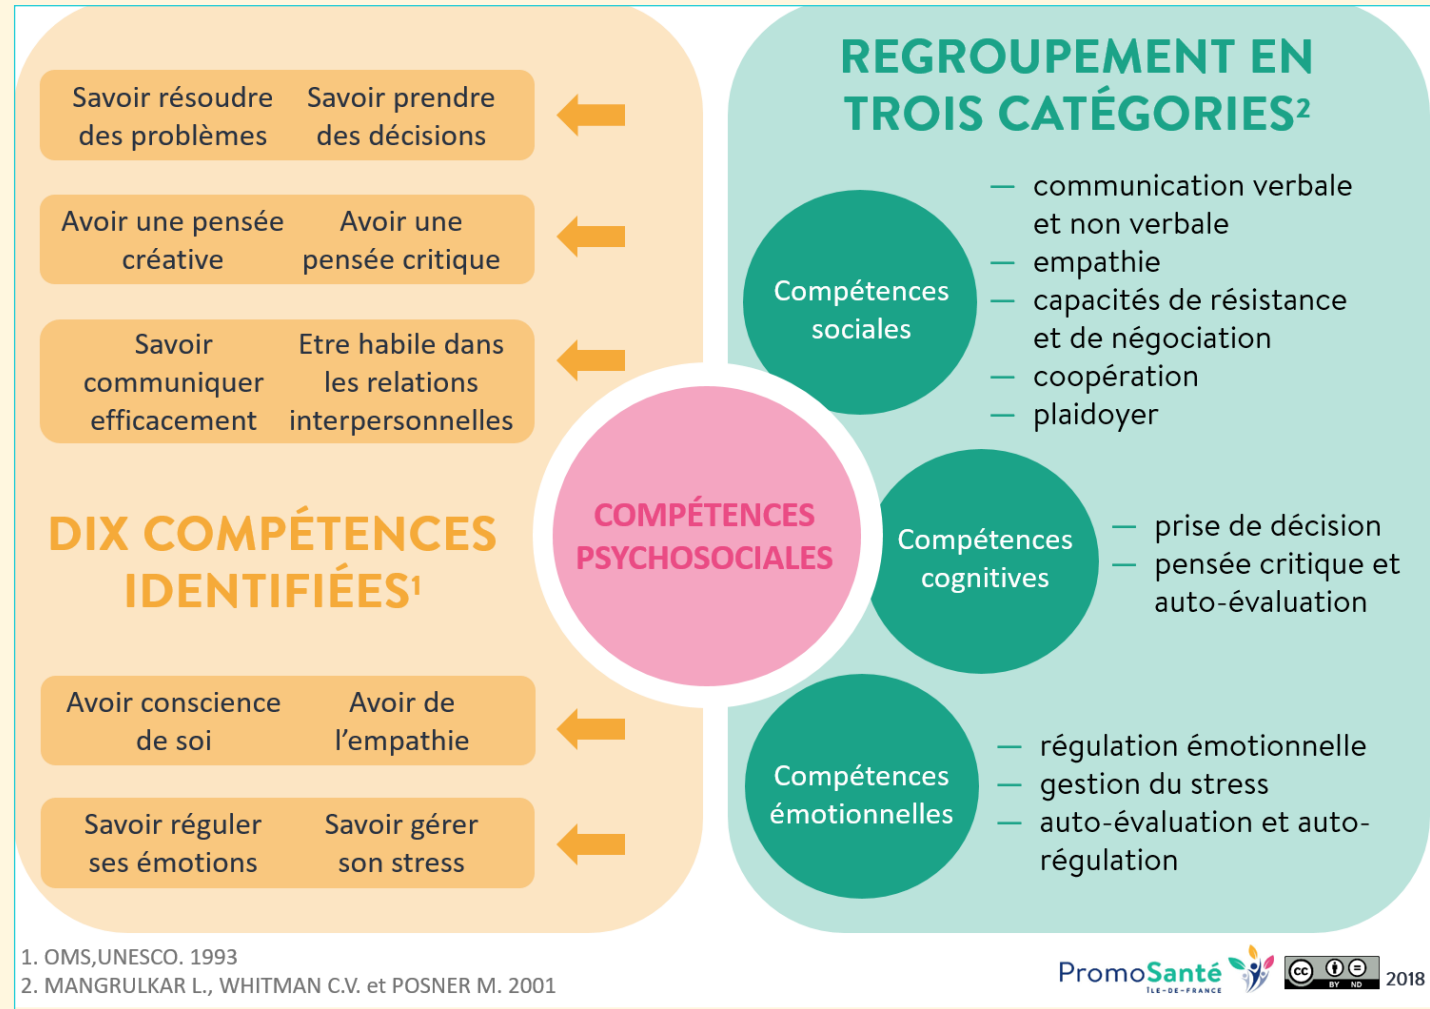 Savoir résoudre des problèmes
Savoir prendre des décisions
Avoir une pensée créative
Avoir une pensée critique
Savoir communiquer efficacement
Etre habile dans les relations interpersonnelles
DIX COMPÉTENCES
IDENTIFIÉES¹
Avoir conscience de soi
Avoir de l’empathie
Savoir réguler ses émotions
Savoir gérer son stress
COMPÉTENCES
PSYCHOSOCIALES
REGROUPEMENT EN
TROIS CATÉGORIES²
Compétences
sociales
— communication verbale
et non verbale
— empathie
— capacités de résistance
et de négociation
— coopération
— plaidoyer
Compétences
cognitives
— prise de décision
— pensée critique et
auto-évaluation
Compétences
émotionnelles
— régulation émotionnelle
— gestion du stress
— auto-évaluation et auto-
régulation
1. OMS,UNESCO. 1993
2. MANGRULKAR L., WHITMAN C.V. et POSNER M. 2001
PromoSanté
ÎLE-DE-FRANCE
cc BY ND
2018